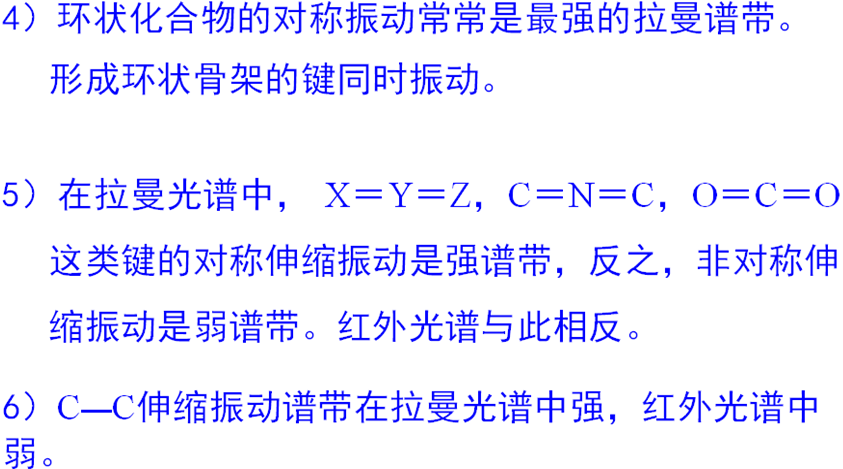 4）环状化合物的对称振动常常是最强的拉曼谱带。
形成环状骨架的键同时振动。
5）在拉曼光谱中， X＝Y＝Z，C＝N＝C，O＝C＝O
这类键的对称伸缩振动是强谱带，反之，非对称伸
缩振动是弱谱带。红外光谱与此相反。
6）C—C伸缩振动谱带在拉曼光谱中强，红外光谱中
弱。